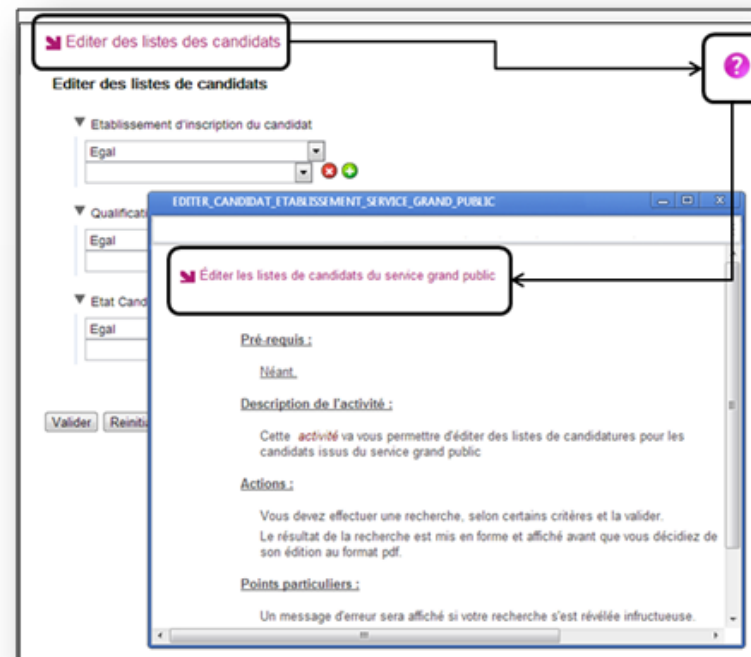 Editer des listes des candidats
?
Editer des listes de candidats
Etablissement d'inscription du candidat
Egal
EDITER_CANDIDAT_ETABLISSEMENT_SERVICE_GRAND_PUBLIC
Egal
Éditer les listes de candidats du service grand public
Etat
Egal
Pré-requis :
Néant.
Description de l'activité :
Valider
Cette activité va vous permettre d'éditer des listes de candidatures pour les
candidats issus du service grand public
Actions :
Vous devez effectuer une recherche, selon certains critères et la valider.
Le résultat de la recherche est mis en forme et affiché avant que vous décidiez de
son édition au format pdf.
Points particuliers :
Un message d'erreur sera affiché si votre recherche s'est révélée infructueuse.